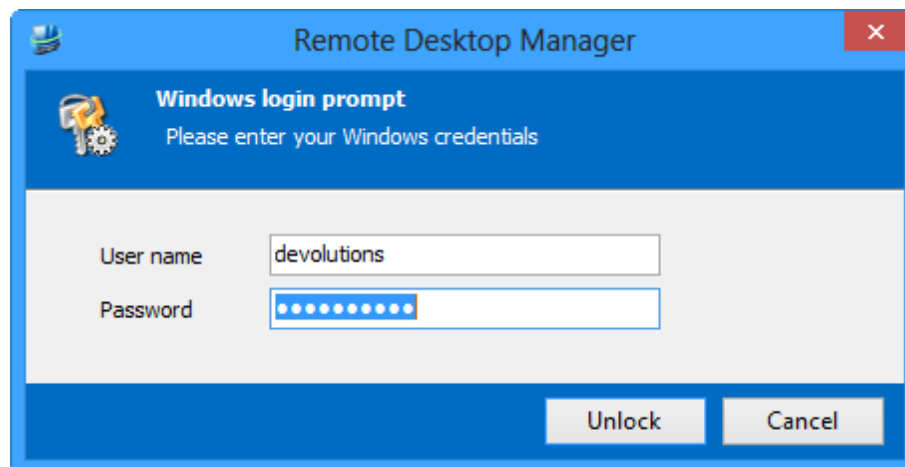 Remote Desktop Manager
Windows login prompt
Please enter your Windows credentials
User name devolutions
Password ●●●●●●●●●●
Unlock Cancel